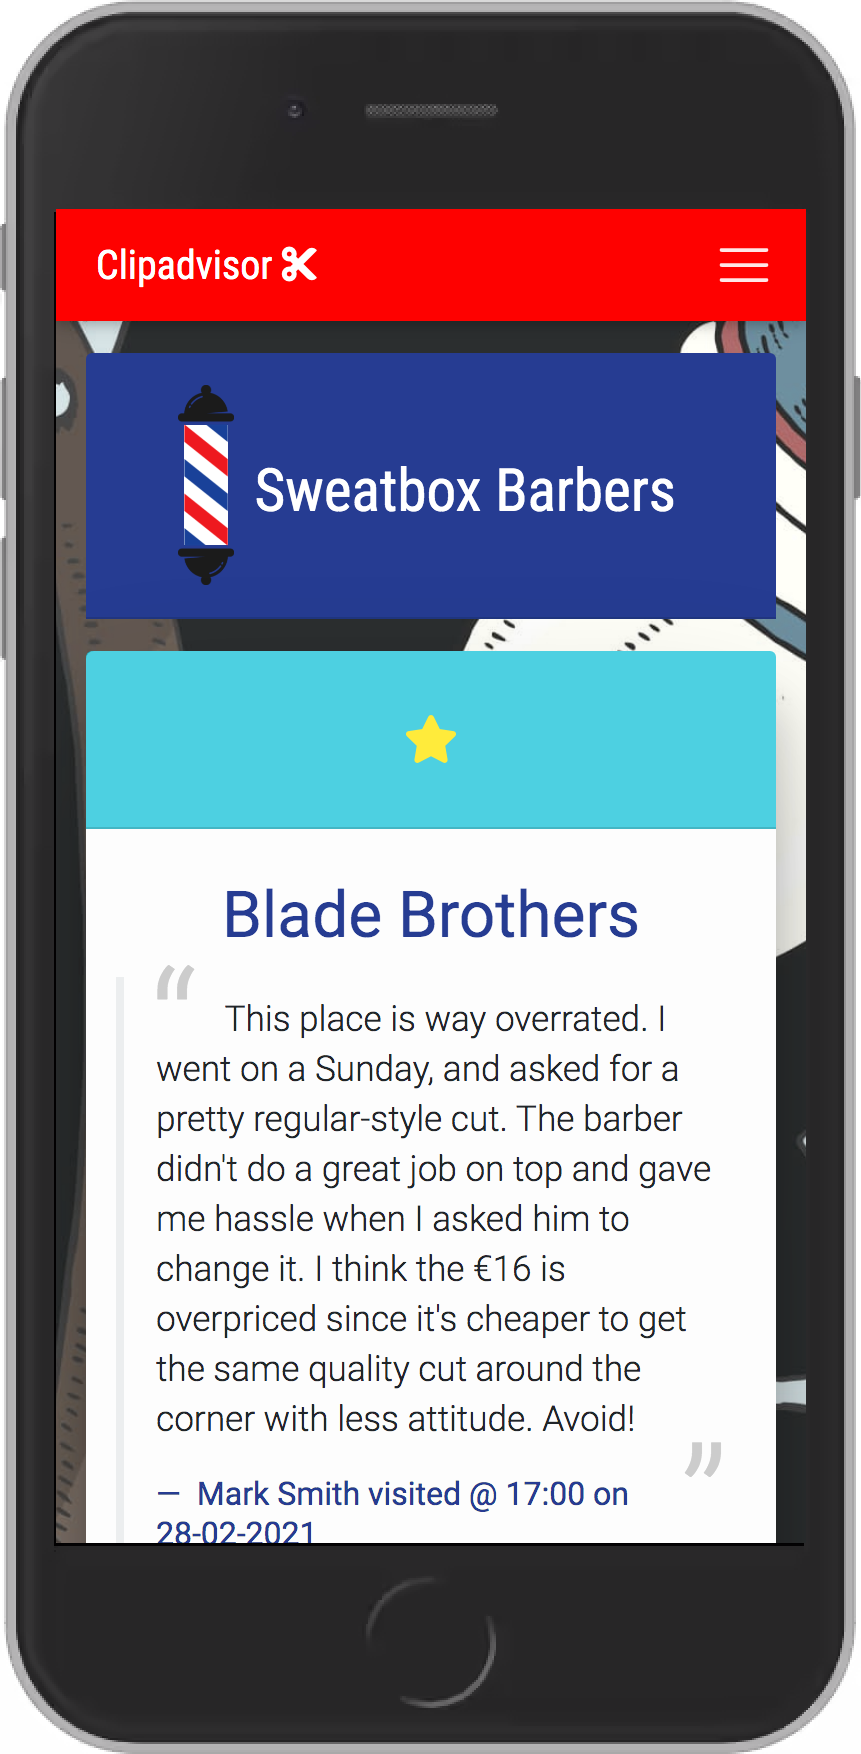 Clipadvisor
Sweatbox Barbers
Blade Brothers
“ This place is way overrated. I
went on a Sunday, and asked for a
pretty regular-style cut. The barber
didn't do a great job on top and gave
me hassle when I asked him to
change it. I think the €16 is
overpriced since it's cheaper to get
the same quality cut around the
corner with less attitude. Avoid!
”
— Mark Smith visited @ 17:00 on
28-02-2021